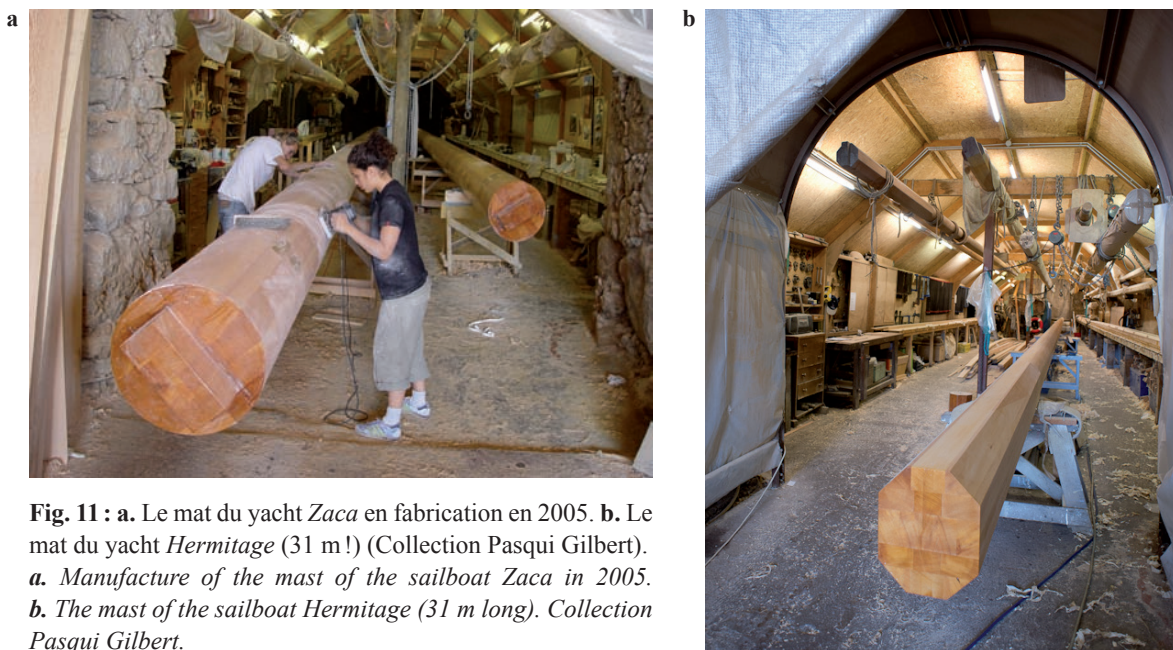 a
b
Fig. 11 : a. Le mat du yacht Zaca en fabrication en 2005. b. Le
mat du yacht Hermitage (31 m !) (Collection Pasqui Gilbert).
a. Manufacture of the mast of the sailboat Zaca in 2005.
b. The mast of the sailboat Hermitage (31 m long). Collection
Pasqui Gilbert.